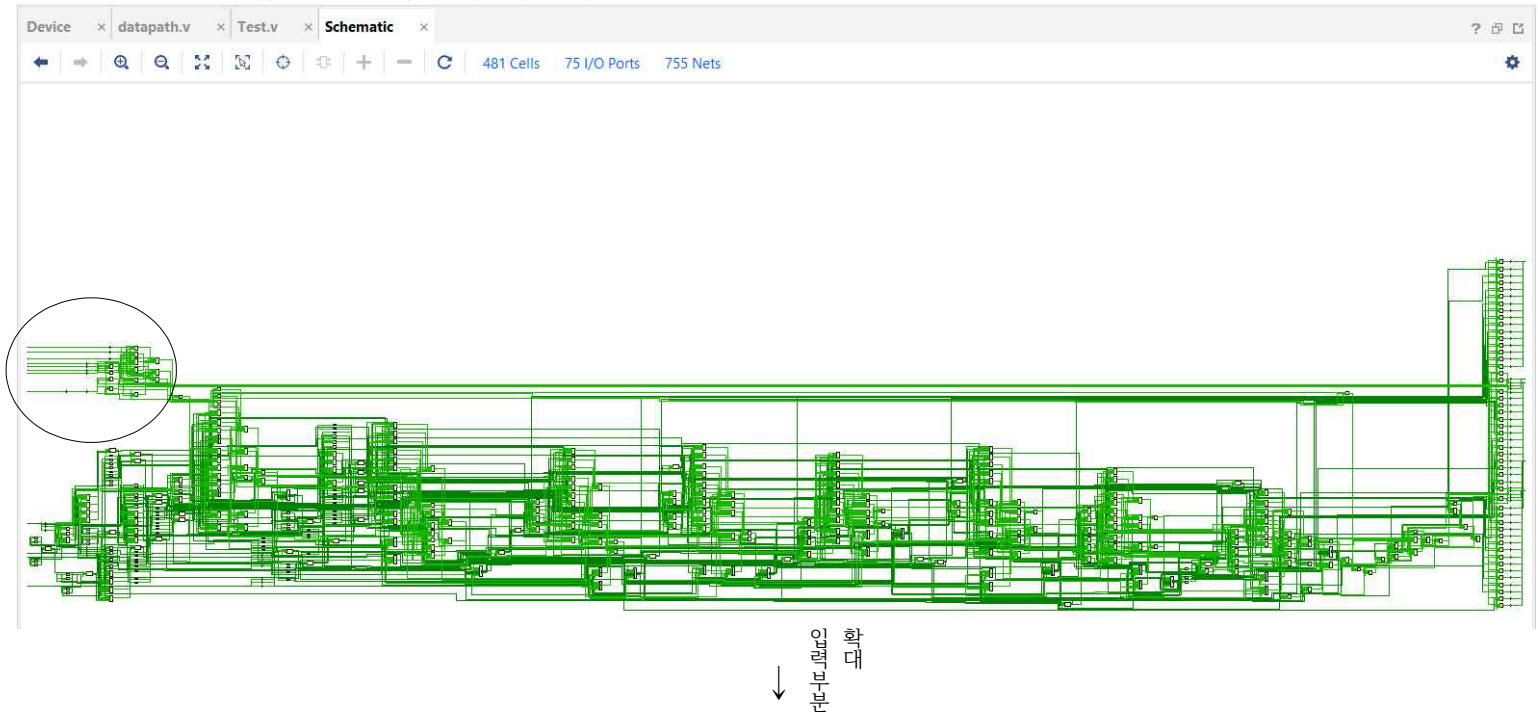 Device × datapath.v × Test.v × Schematic ×
?
481 Cells 75 I/O Ports 755 Nets
확대
입력부분